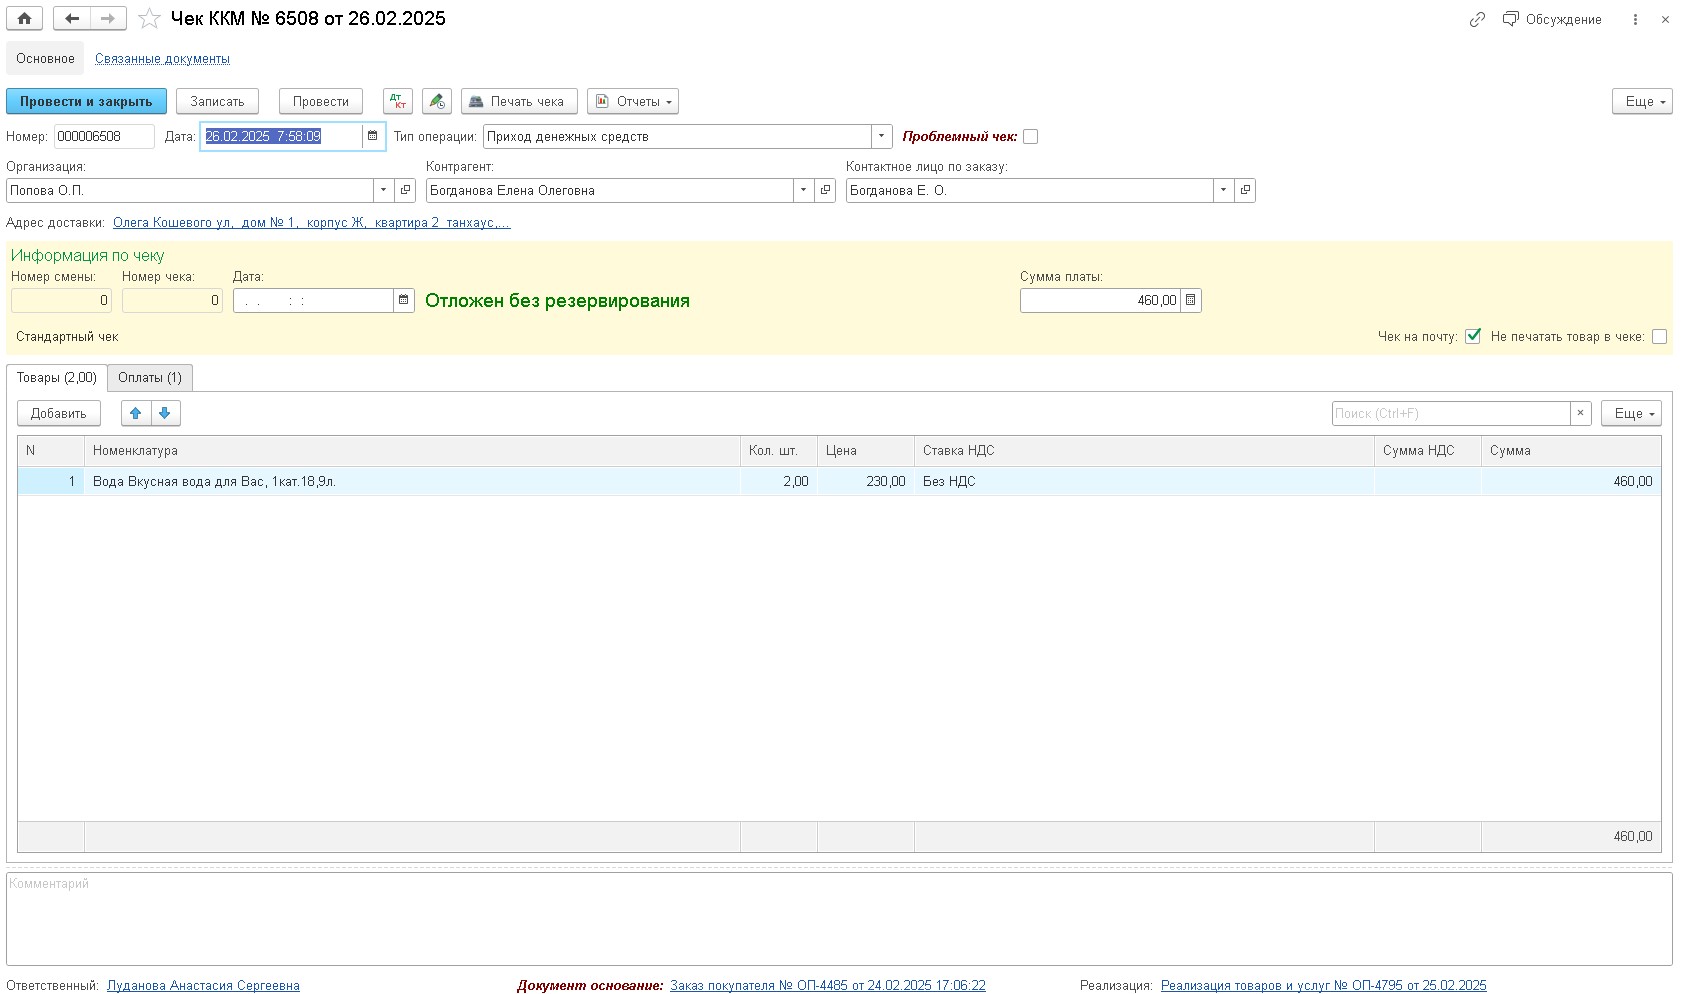 Чек ККМ № 6508 от 26.02.2025
Обсуждение
Основное Связанные документы
Провести и закрыть Записать Провести Дт Кт Печать чека Отчеты Еще
Номер: 000006508 Дата: 26.02.2025 7:58:09 Тип операции: Приход денежных средств Проблемный чек:
Организация: Контрагент: Контактное лицо по заказу:
Попова О.П. Богданова Елена Олеговна Богданова Е. О.
Адрес доставки: Олега Кошевого ул, дом № 1, корпус Ж, квартира 2 танхаус,...
Информация по чеку
Номер смены: Номер чека: Дата: Сумма платы:
0 0 . . : : Отложен без резервирования 460,00
Стандартный чек Чек на почту: Не печатать товар в чеке:
Товары (2,00) Оплаты (1)
Добавить Поиск (Ctrl+F) × Еще
N Номенклатура Кол. шт. Цена Ставка НДС Сумма НДС Сумма
1 Вода Вкусная вода для Вас, 1кат.18,9л. 2,00 230,00 Без НДС 460,00
460,00
Комментарий
Ответственный: Луданова Анастасия Сергеевна Документ основание: Заказ покупателя № ОП-4485 от 24.02.2025 17:06:22 Реализация: Реализация товаров и услуг № ОП-4795 от 25.02.2025